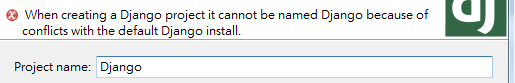 When creating a Django project it cannot be named Django because of
conflicts with the default Django install.
dj
Project name: Django